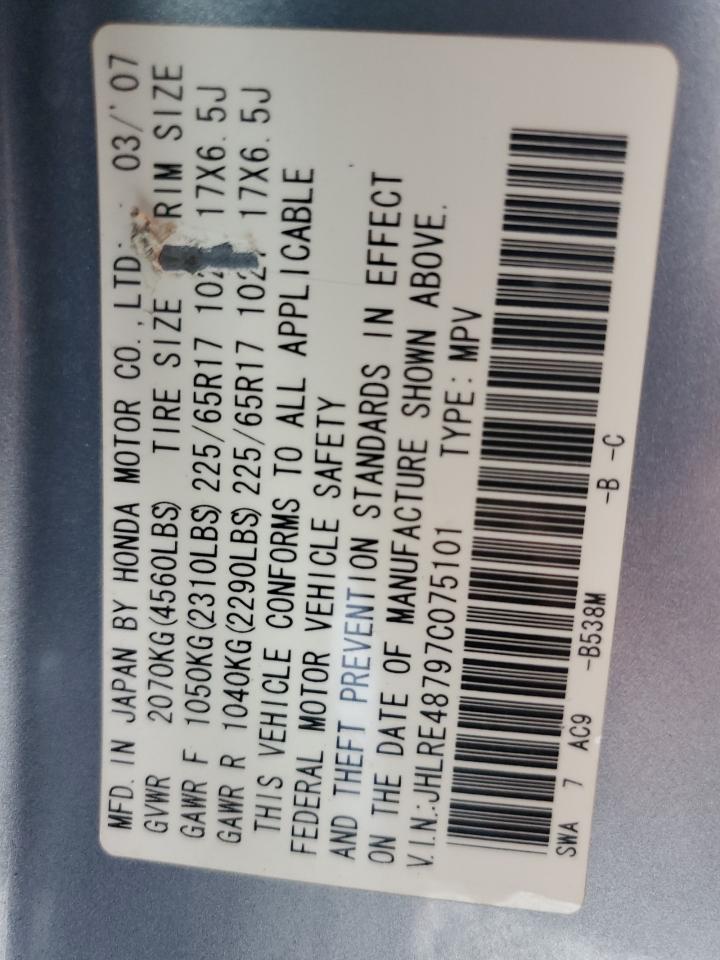 MFD. IN JAPAN BY HONDA MOTOR CO., LTD. 03/'07
GVWR 2070KG(4560LBS) TIRE SIZE RIM SIZE
GAWR F 1050KG(2310LBS) 225/65R17 17X6.5J
GAWR R 1040KG(2290LBS) 225/65R17 17X6.5J
THIS VEHICLE CONFORMS TO ALL APPLICABLE
FEDERAL MOTOR VEHICLE SAFETY
AND THEFT PREVENTION STANDARDS IN EFFECT
ON THE DATE OF MANUFACTURE SHOWN ABOVE.
V.I.N.:JHLRE48797C075101 TYPE: MPV
SWA 7 AC9 -B538M -B -C